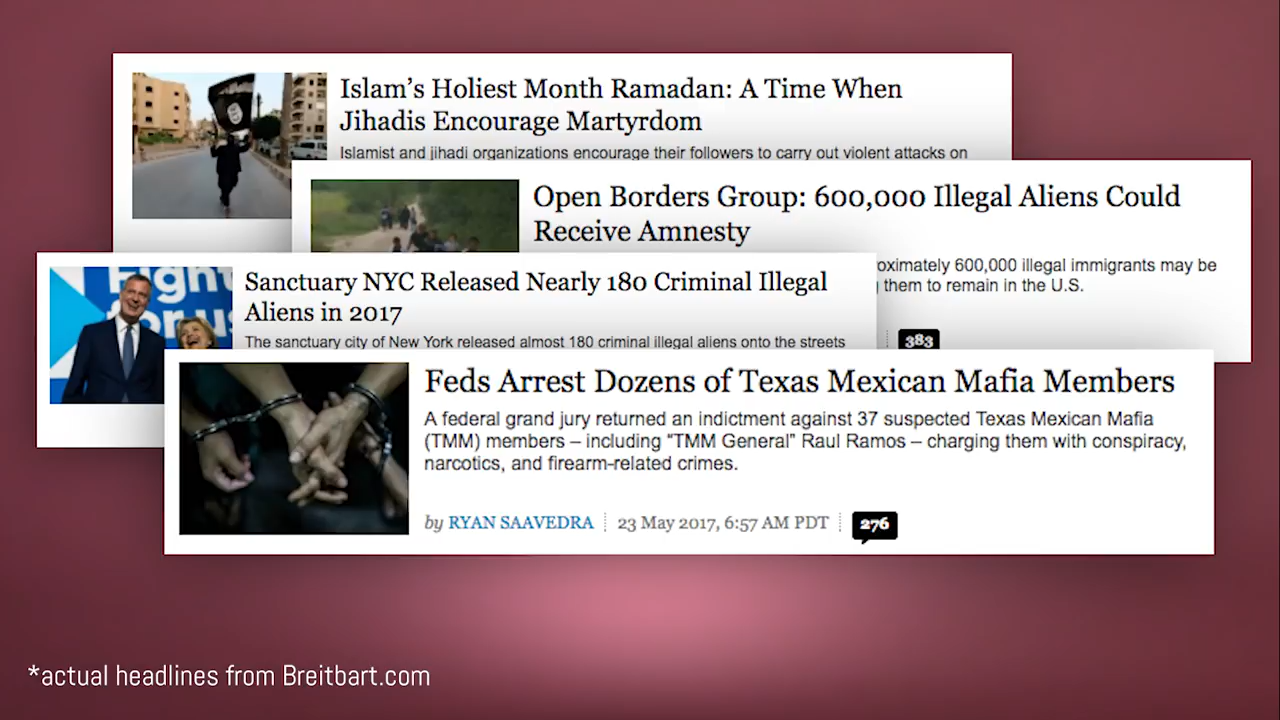 Islam’s Holiest Month Ramadan: A Time When
Jihadis Encourage Martyrdom
Islamist and jihadi organizations encourage their followers to carry out violent attacks on
Open Borders Group: 600,000 Illegal Aliens Could
Receive Amnesty
oximately 600,000 illegal immigrants may be
them to remain in the U.S.
383
Fight
for us
Sanctuary NYC Released Nearly 180 Criminal Illegal
Aliens in 2017
The sanctuary city of New York released almost 180 criminal illegal aliens onto the streets
Feds Arrest Dozens of Texas Mexican Mafia Members
A federal grand jury returned an indictment against 37 suspected Texas Mexican Mafia
(TMM) members – including “TMM General” Raul Ramos – charging them with conspiracy,
narcotics, and firearm-related crimes.
by RYAN SAAVEDRA 23 May 2017, 6:57 AM PDT 276
*actual headlines from Breitbart.com